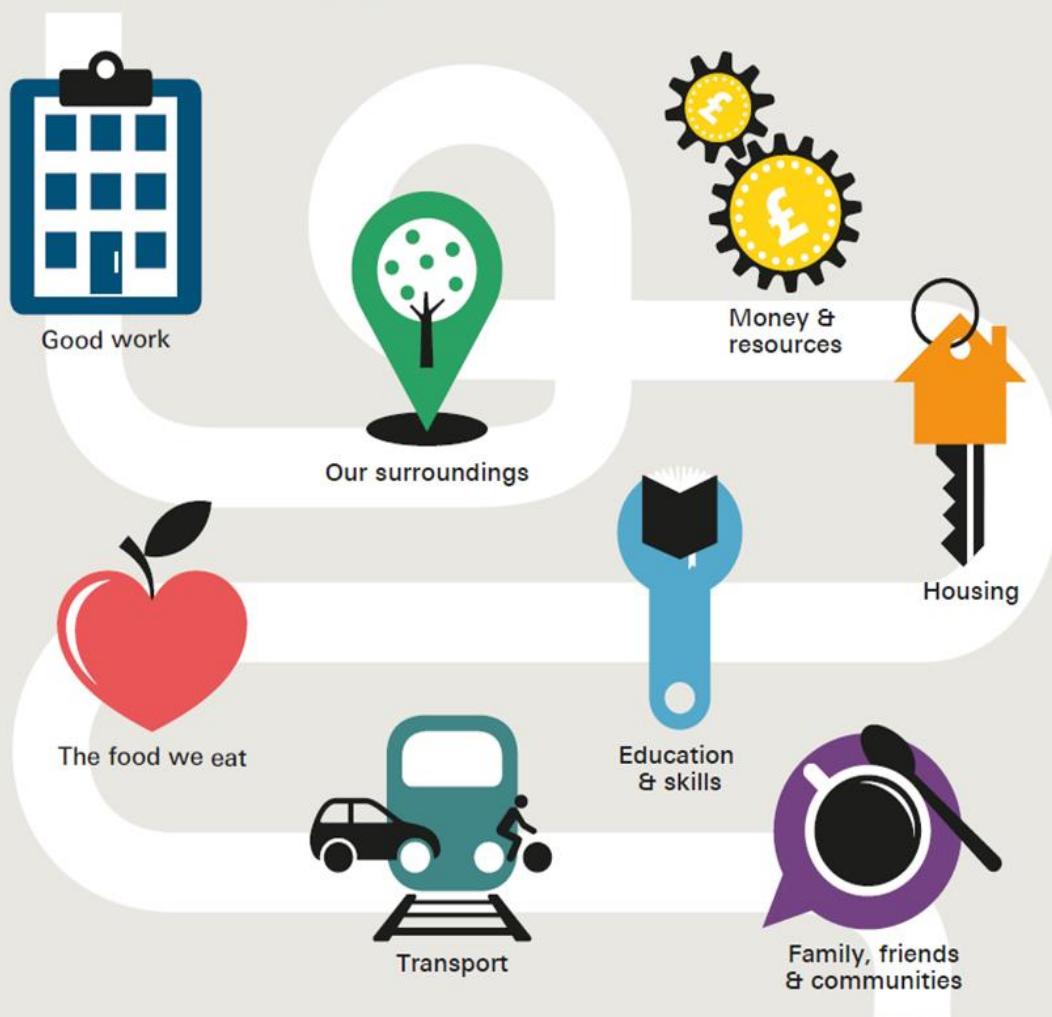 £
£
Good work
Money &
resources
Our surroundings
Housing
The food we eat
Education
& skills
Transport
Family, friends
& communities